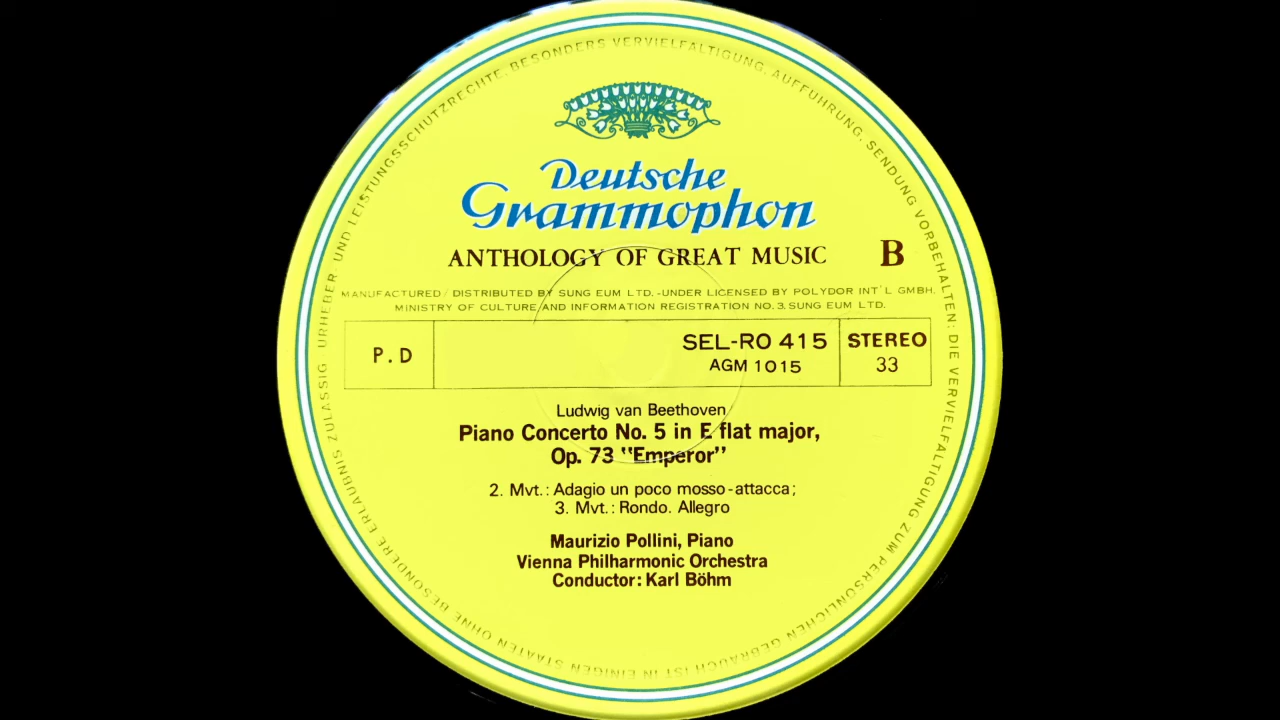 Deutsche
Grammophon
ANTHOLOGY OF GREAT MUSIC
B
MANUFACTURED / DISTRIBUTED BY SUNG EUM LTD.-UNDER LICENSED BY POLYDOR INT'L GMBH.
MINISTRY OF CULTURE AND INFORMATION REGISTRATION NO.3.SUNG EUM LTD.
P.D
SEL-RO 415
AGM 1015
STEREO
33
Ludwig van Beethoven
Piano Concerto No. 5 in E flat major,
Op. 73 "Emperor"
2. Mvt.: Adagio un poco mosso-attacca;
3. Mvt.: Rondo. Allegro
Maurizio Pollini, Piano
Vienna Philharmonic Orchestra
Conductor: Karl Böhm
URHEBER- UND LEISTUNGSSCHUTZRECHTE, BESONDERS VERVIELFÄLTIGUNG, AUFFÜHRUNG, SENDUNG VORBEHALTEN; DIE VERVIELFÄLTIGUNG ZUM PERSÖNLICHEN GEBRAUCH IST IN EINIGEN STAATEN OHNE BESONDERE ERLAUBNIS ZULÄSSIG -